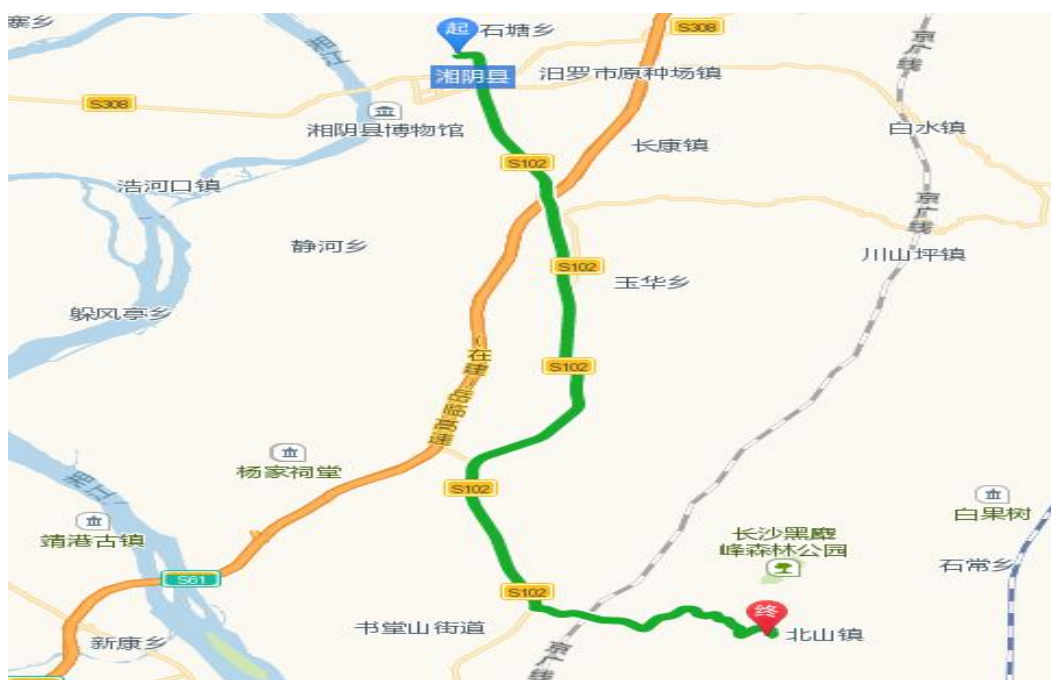 寨乡
湘江
起
石塘乡
S308
京广线
湘阴县
汨罗市原种场镇
S308
湘阴县博物馆
白水镇
长康镇
S102
浩河口镇
京广线
静河乡
川山坪镇
S102
玉华乡
躲风亭乡
在建
S102
杨家祠堂
S102
湘江
白果树
靖港古镇
长沙黑麋
峰森林公园
石常乡
S61
S102
终
书堂山街道
北山镇
新康乡
京广线